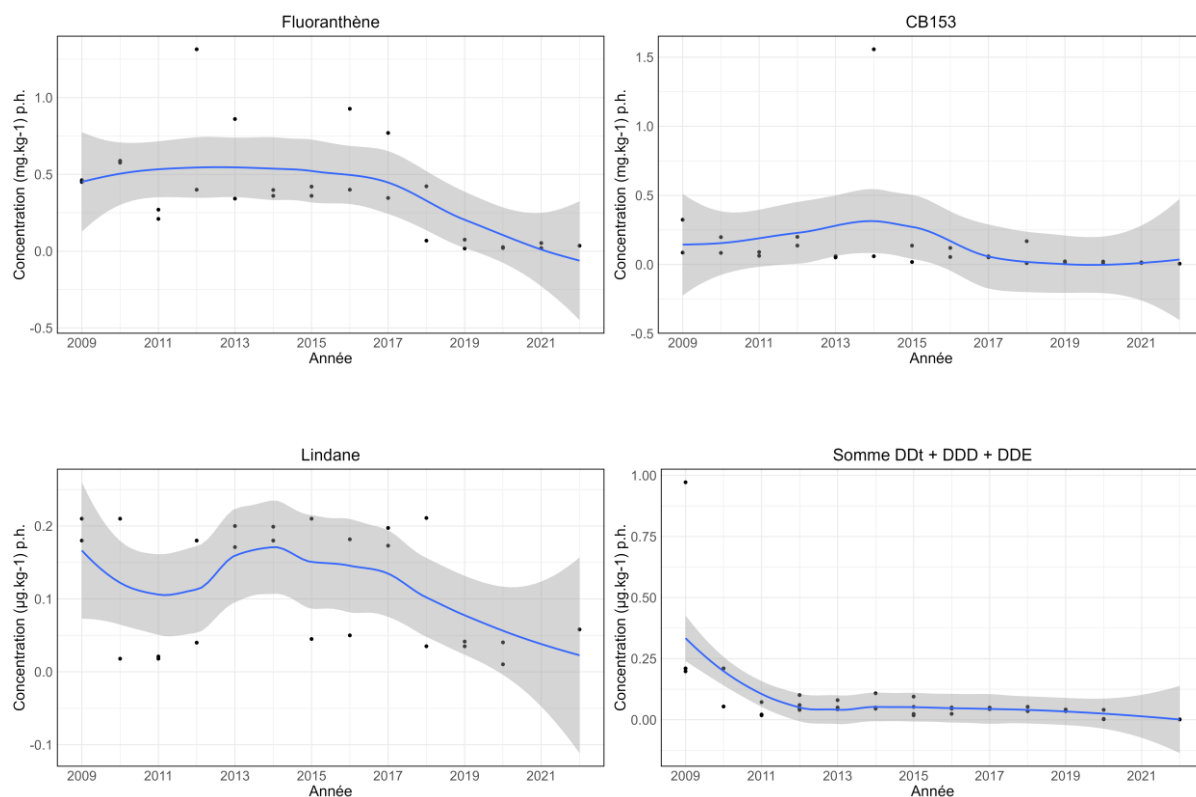 Fluoranthène
Concentration (mg.kg-1) p.h.
1.0
0.5
0.0
-0.5
2009 2011 2013 2015 2017 2019 2021
Année
CB153
Concentration (mg.kg-1) p.h.
1.5
1.0
0.5
0.0
-0.5
2009 2011 2013 2015 2017 2019 2021
Année
Lindane
Concentration (µg.kg-1) p.h.
0.2
0.1
0.0
-0.1
2009 2011 2013 2015 2017 2019 2021
Année
Somme DDt + DDD + DDE
Concentration (µg.kg-1) p.h.
1.00
0.75
0.50
0.25
0.00
2009 2011 2013 2015 2017 2019 2021
Année